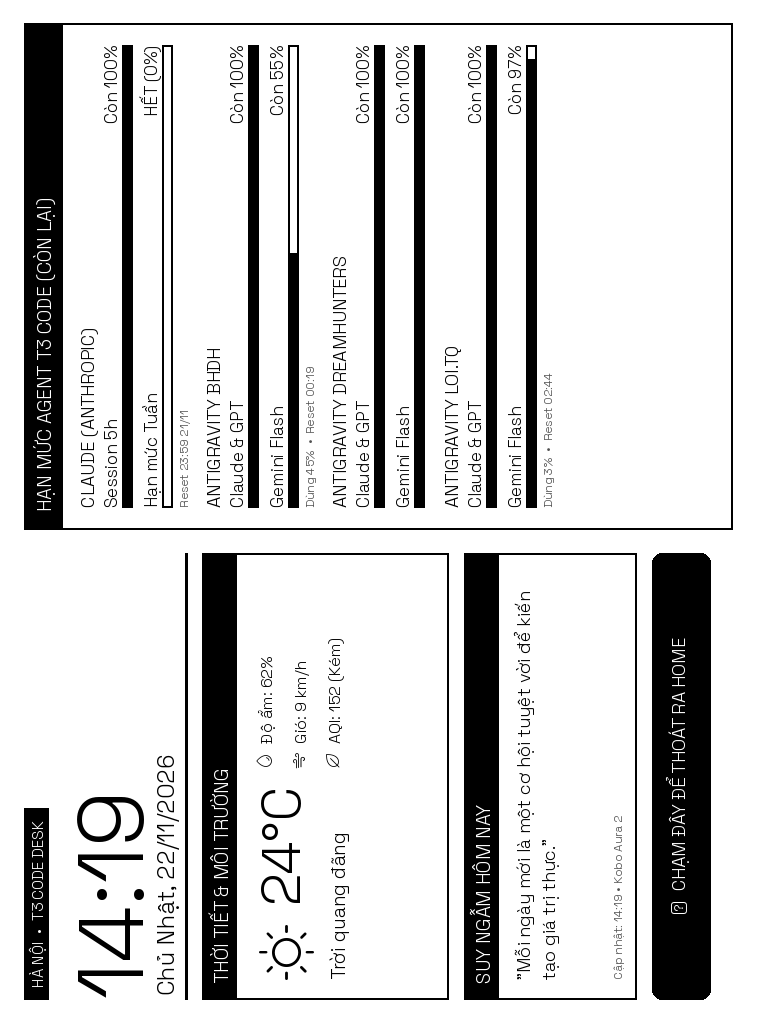 HÀ NỘI • T3 CODE DESK
14:19
Chủ Nhật, 22/11/2026
THỜI TIẾT & MÔI TRƯỜNG
24°C
Trời quang đãng
Độ ẩm: 62%
Gió: 9 km/h
AQI: 152 (Kém)
SUY NGẪM HÔM NAY
"Mỗi ngày mới là một cơ hội tuyệt vời để kiến
tạo giá trị thực."
Cập nhật: 14:19 • Kobo Aura 2
CHẠM ĐÂY ĐỂ THOÁT RA HOME
HẠN MỨC AGENT T3 CODE (CÒN LẠI)
CLAUDE (ANTHROPIC)
Session 5h Còn 100%
Hạn mức Tuần HẾT (0%)
Reset 23:59 21/11
ANTIGRAVITY BHDH
Claude & GPT Còn 100%
Gemini Flash Còn 55%
Dùng 45% • Reset 00:19
ANTIGRAVITY DREAMHUNTERS
Claude & GPT Còn 100%
Gemini Flash Còn 100%
ANTIGRAVITY LOI.TQ
Claude & GPT Còn 100%
Gemini Flash Còn 97%
Dùng 3% • Reset 02:44